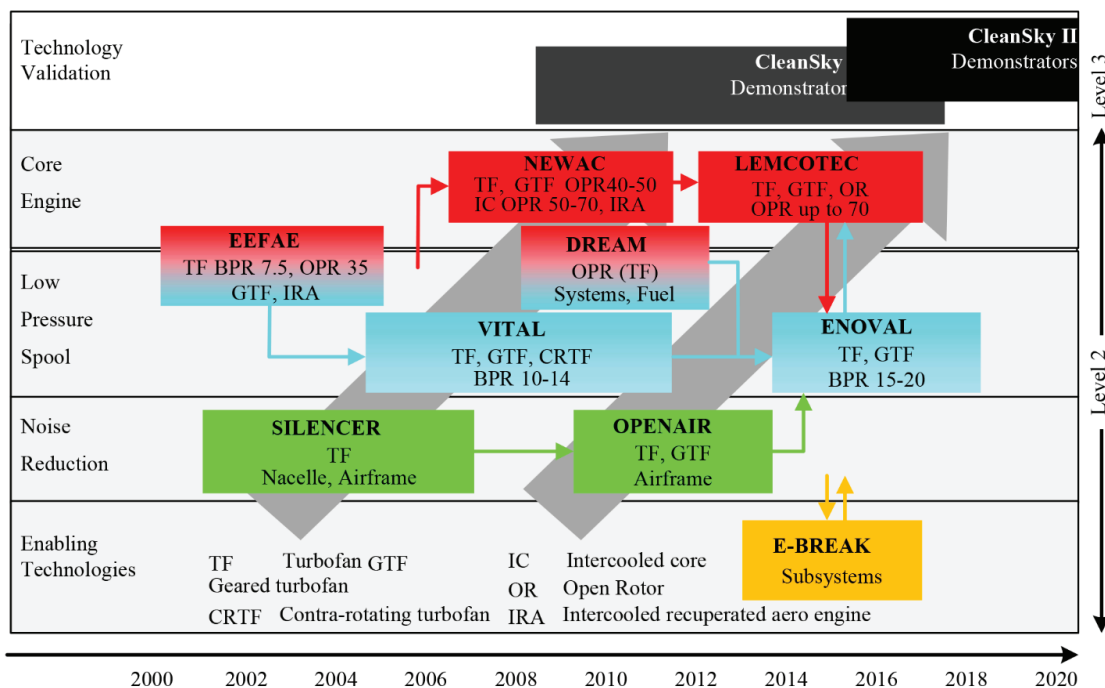 Technology
Validation
CleanSky
Demonstrator
CleanSky II
Demonstrators
Level 3
Core
Engine
NEWAC
TF, GTF OPR40-50
IC OPR 50-70, IRA
LEMCOTEC
TF, GTF, OR
OPR up to 70
EEFAE
TF BPR 7.5, OPR 35
GTF, IRA
DREAM
OPR (TF)
Systems, Fuel
Low
Pressure
Spool
VITAL
TF, GTF, CRTF
BPR 10-14
ENOVAL
TF, GTF
BPR 15-20
Level 2
Noise
Reduction
SILENCER
TF
Nacelle, Airframe
OPENAIR
TF, GTF
Airframe
Enabling
Technologies
E-BREAK
Subsystems
TF Turbofan GTF
Geared turbofan
CRTF Contra-rotating turbofan
IC Intercooled core
OR Open Rotor
IRA Intercooled recuperated aero engine
2000 2002 2004 2006 2008 2010 2012 2014 2016 2018 2020